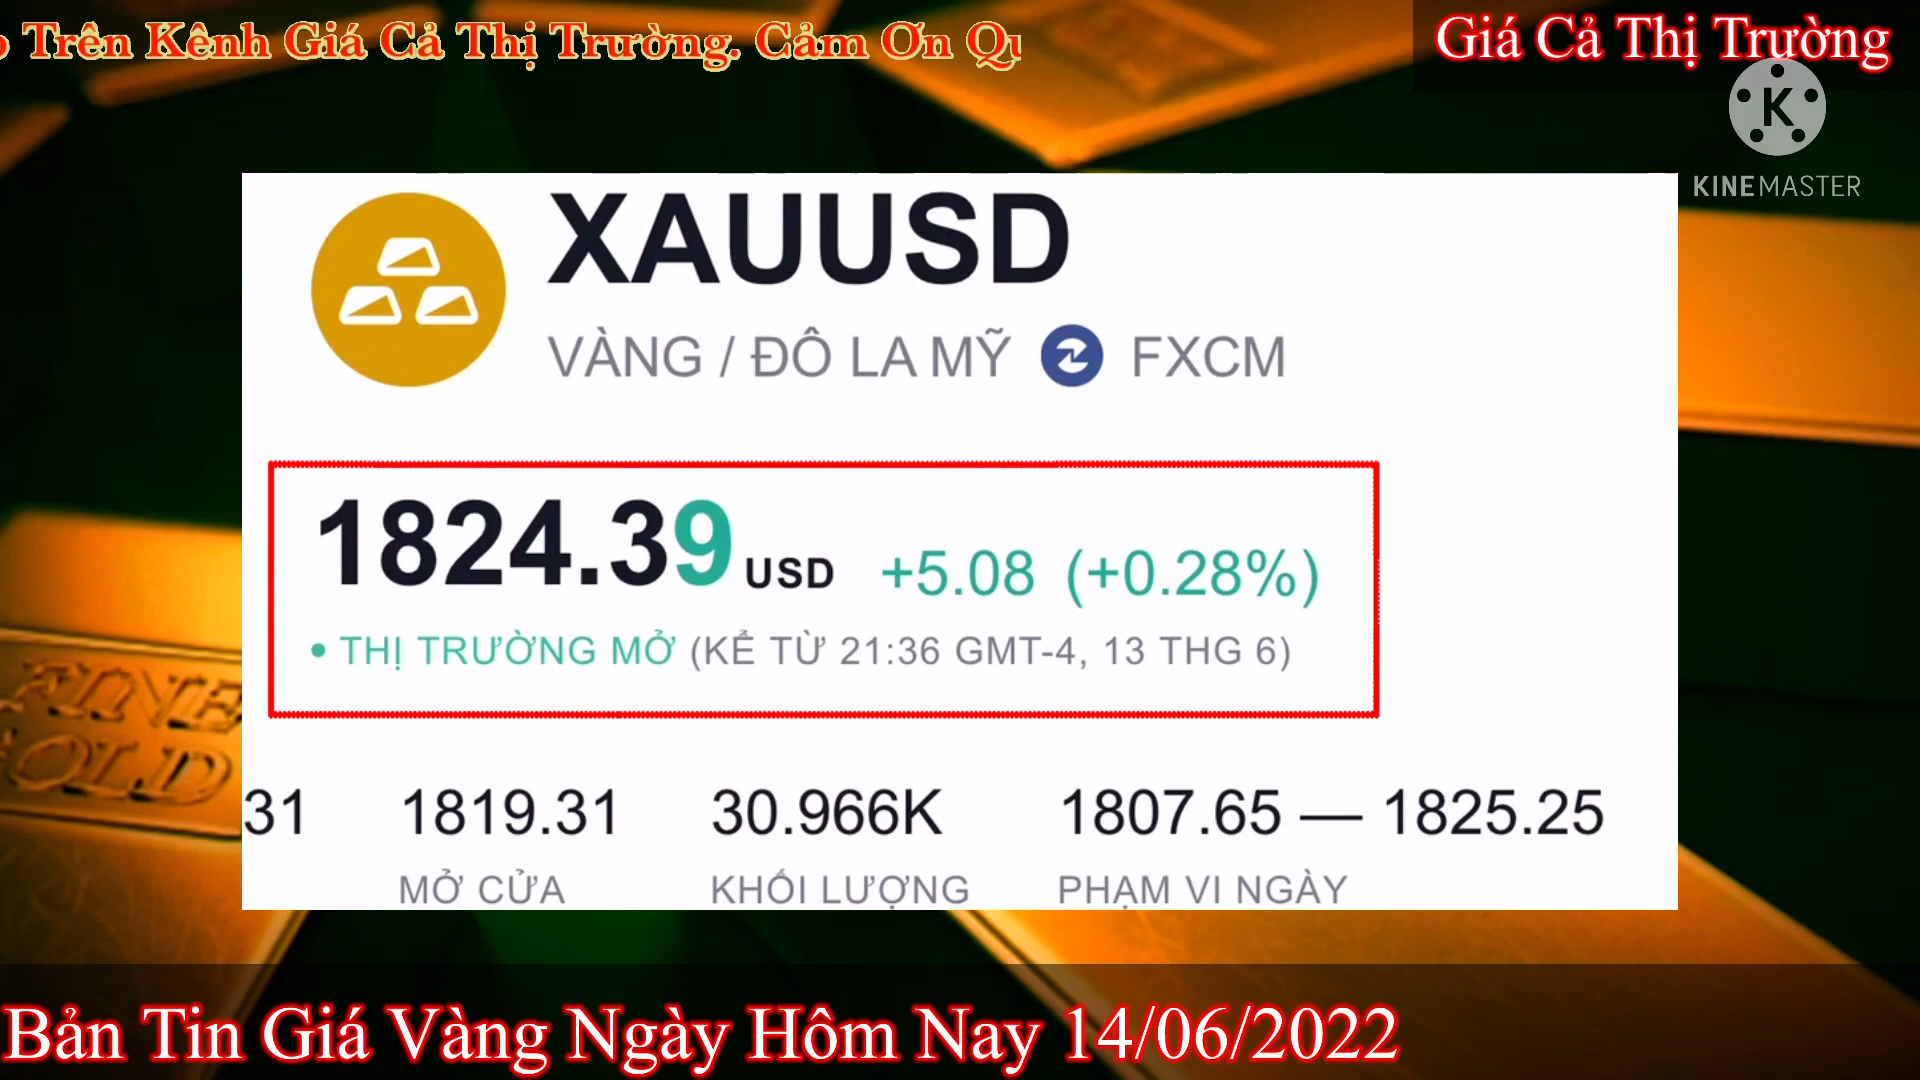 Trên Kênh Giá Cả Thị Trường. Cảm Ơn
Giá Cả Thị Trường
K
KINEMASTER
XAUUSD
VÀNG / ĐÔ LA MỸ FXCM
1824.39 USD +5.08 (+0.28%)
• THỊ TRƯỜNG MỞ (KỂ TỪ 21:36 GMT-4, 13 THG 6)
FINE
GOLD
31 1819.31 30.966K 1807.65 — 1825.25
MỞ CỬA KHỐI LƯỢNG PHẠM VI NGÀY
Bản Tin Giá Vàng Ngày Hôm Nay 14/06/2022